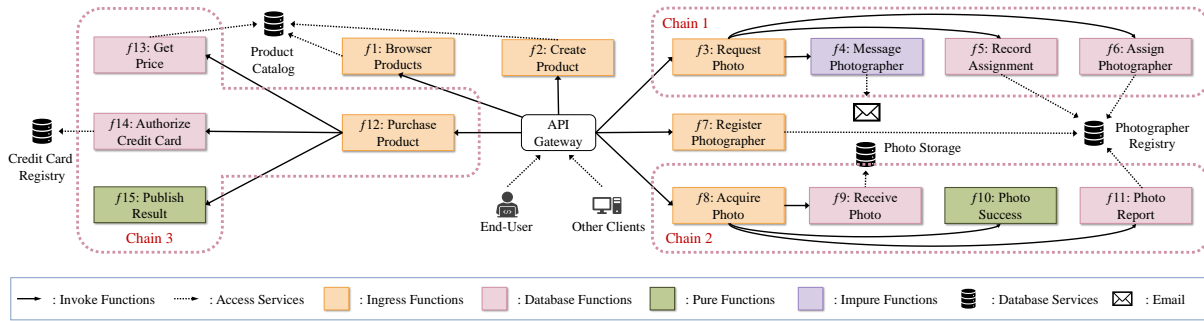 f13: Get
Price
Product
Catalog
f1: Browser
Products
f2: Create
Product
Chain 1
f3: Request
Photo
f4: Message
Photographer
f5: Record
Assignment
f6: Assign
Photographer
f14: Authorize
Credit Card
Credit Card
Registry
f12: Purchase
Product
API
Gateway
f7: Register
Photographer
Photo Storage
Photographer
Registry
f15: Publish
Result
Chain 3
End-User
Other Clients
f8: Acquire
Photo
f9: Receive
Photo
f10: Photo
Success
f11: Photo
Report
Chain 2
: Invoke Functions
: Access Services
: Ingress Functions
: Database Functions
: Pure Functions
: Impure Functions
: Database Services
: Email